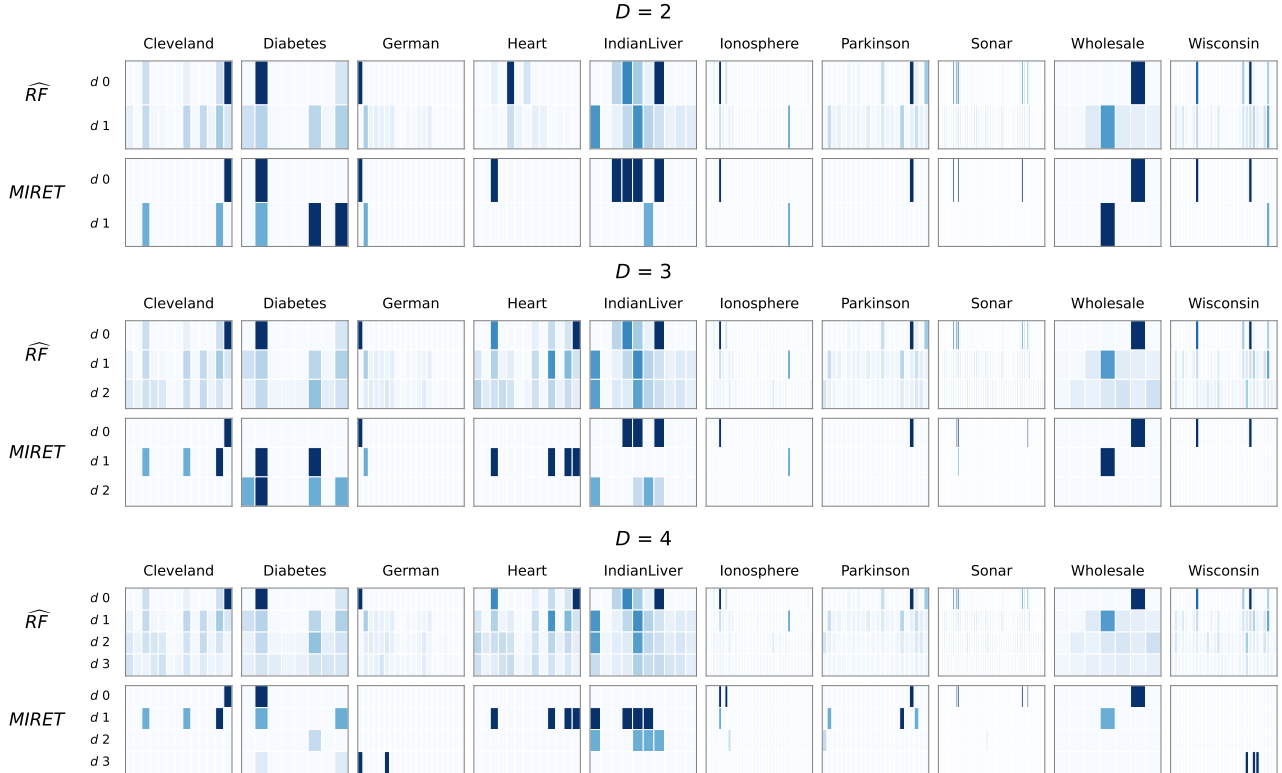 D = 2
Cleveland Diabetes German Heart IndianLiver Ionosphere Parkinson Sonar Wholesale Wisconsin
d 0
\widehat{RF}
d 1
d 0
MIRET
d 1
D = 3
Cleveland Diabetes German Heart IndianLiver Ionosphere Parkinson Sonar Wholesale Wisconsin
d 0
\widehat{RF}
d 1
d 2
d 0
MIRET
d 1
d 2
D = 4
Cleveland Diabetes German Heart IndianLiver Ionosphere Parkinson Sonar Wholesale Wisconsin
d 0
\widehat{RF}
d 1
d 2
d 3
d 0
MIRET
d 1
d 2
d 3